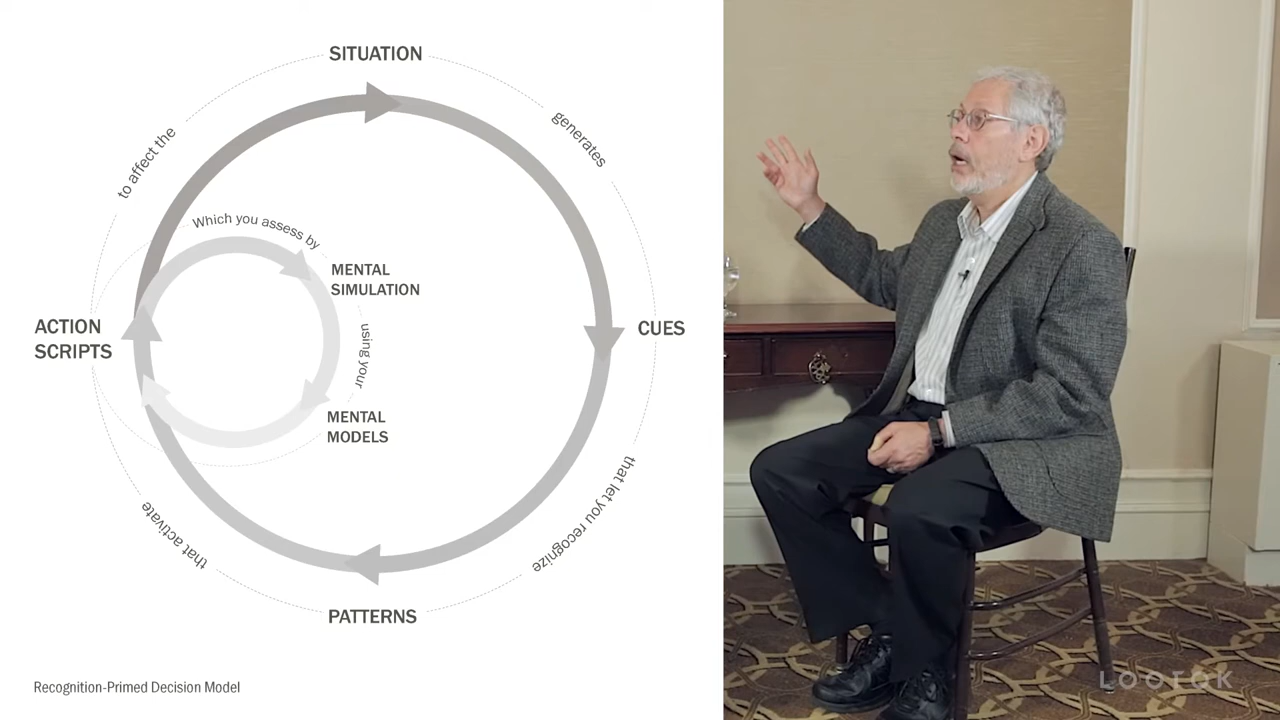 SITUATION
generates
CUES
that let you recognize
PATTERNS
that activate
ACTION
SCRIPTS
to affect the
Which you assess by
MENTAL
SIMULATION
using your
MENTAL
MODELS
Recognition-Primed Decision Model
LOOTOK